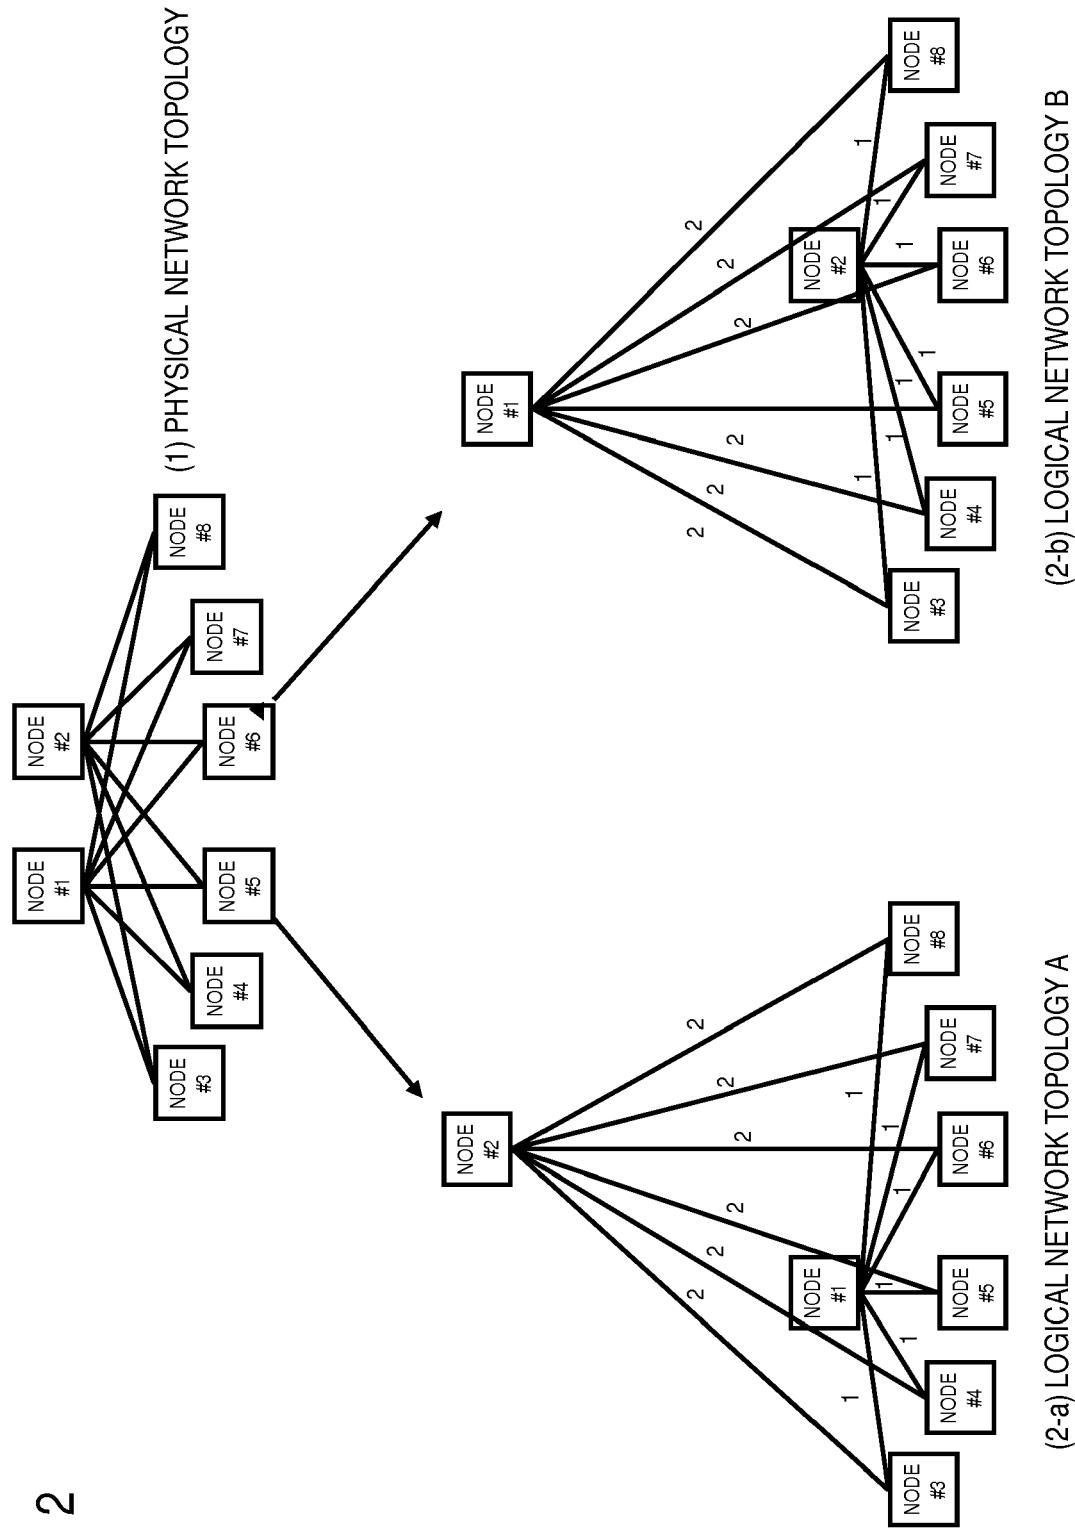 2
NODE
#1
NODE
#2
NODE
#3
NODE
#4
NODE
#5
NODE
#6
NODE
#7
NODE
#8
(1) PHYSICAL NETWORK TOPOLOGY
NODE
#2
2
2
2
2
2
2
NODE
#1
1
1
1
1
1
1
NODE
#3
NODE
#4
NODE
#5
NODE
#6
NODE
#7
NODE
#8
(2-a) LOGICAL NETWORK TOPOLOGY A
NODE
#1
2
2
2
2
2
2
NODE
#2
1
1
1
1
1
1
1
NODE
#3
NODE
#4
NODE
#5
NODE
#6
NODE
#7
NODE
#8
(2-b) LOGICAL NETWORK TOPOLOGY B